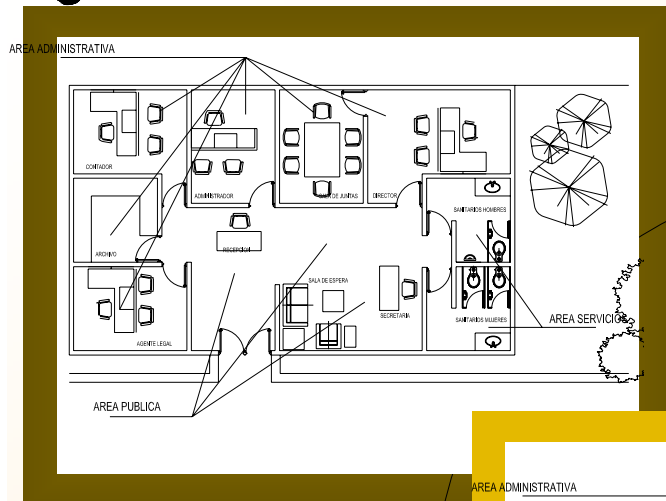 AREA ADMINISTRATIVA
CONTADOR
ADMINISTRADOR
SALA DE JUNTAS
DIRECTOR
SANITARIOS HOMBRES
RECEPCION
ARCHIVO
SALA DE ESPERA
SECRETARIA
SANITARIOS MUJERES
AREA SERVICIOS
AGENTE LEGAL
AREA PUBLICA
AREA ADMINISTRATIVA